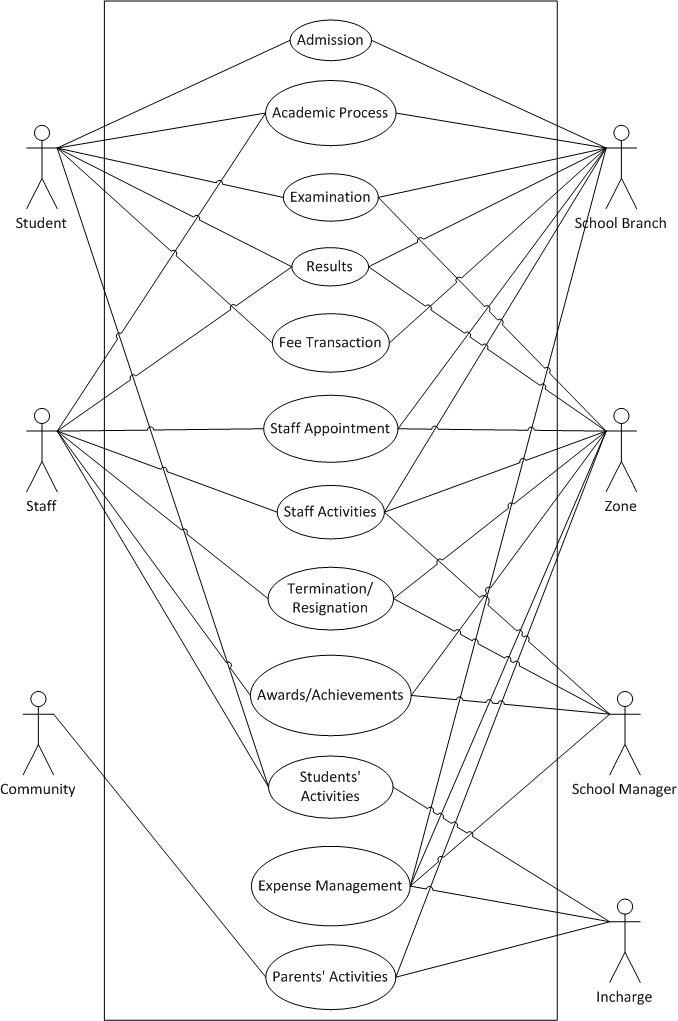 Admission
Academic Process
Student
Examination
School Branch
Results
Fee Transaction
Staff Appointment
Staff
Staff Activities
Zone
Termination/
Resignation
Awards/Achievements
Community
Students'
Activities
School Manager
Expense Management
Parents' Activities
Incharge